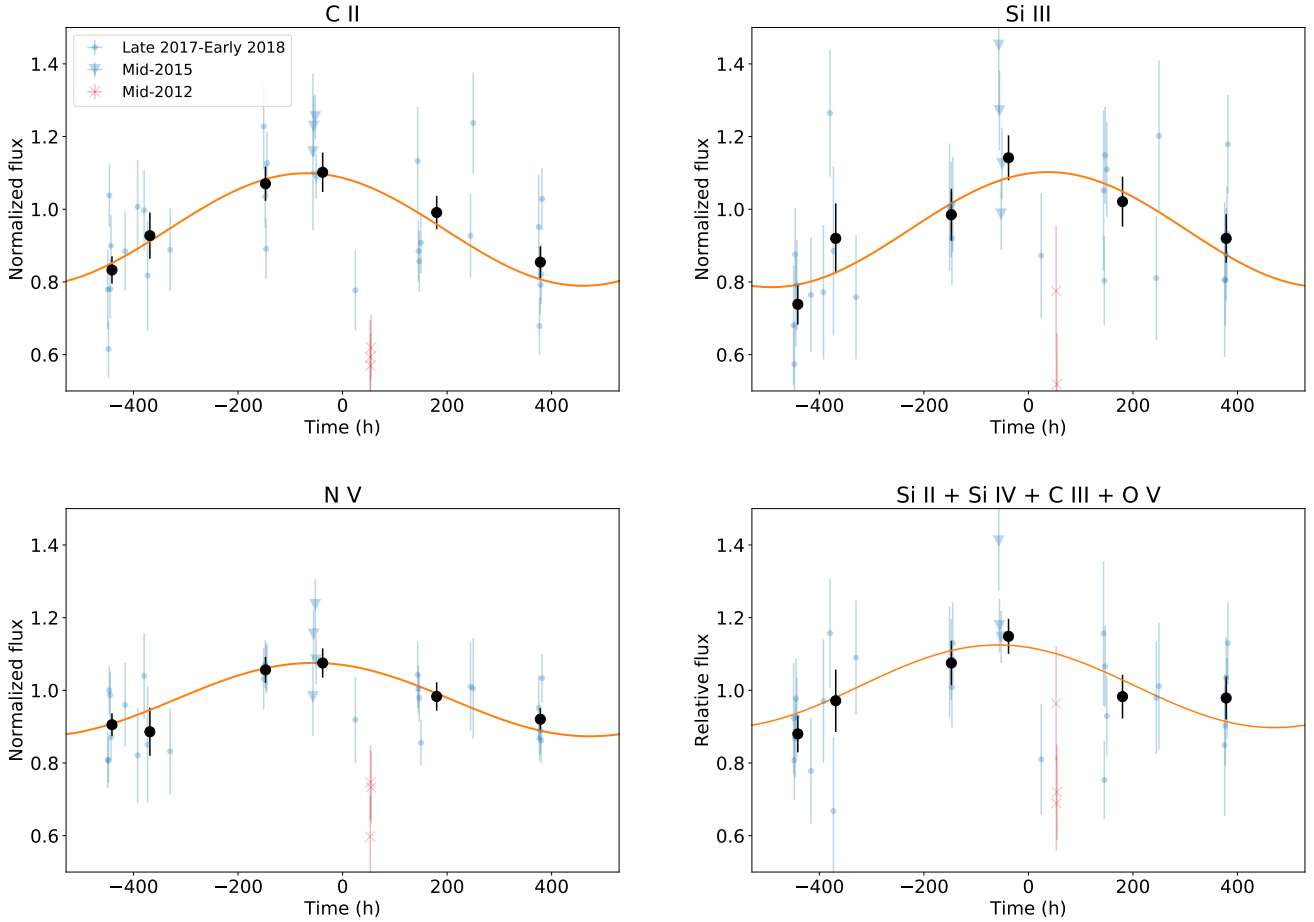 C II
Normalized flux
1.4
1.2
1.0
0.8
0.6
Late 2017-Early 2018
Mid-2015
Mid-2012
−400 −200 0 200 400
Time (h)
Si III
Normalized flux
1.4
1.2
1.0
0.8
0.6
−400 −200 0 200 400
Time (h)
N V
Normalized flux
1.4
1.2
1.0
0.8
0.6
−400 −200 0 200 400
Time (h)
Si II + Si IV + C III + O V
Relative flux
1.4
1.2
1.0
0.8
0.6
−400 −200 0 200 400
Time (h)